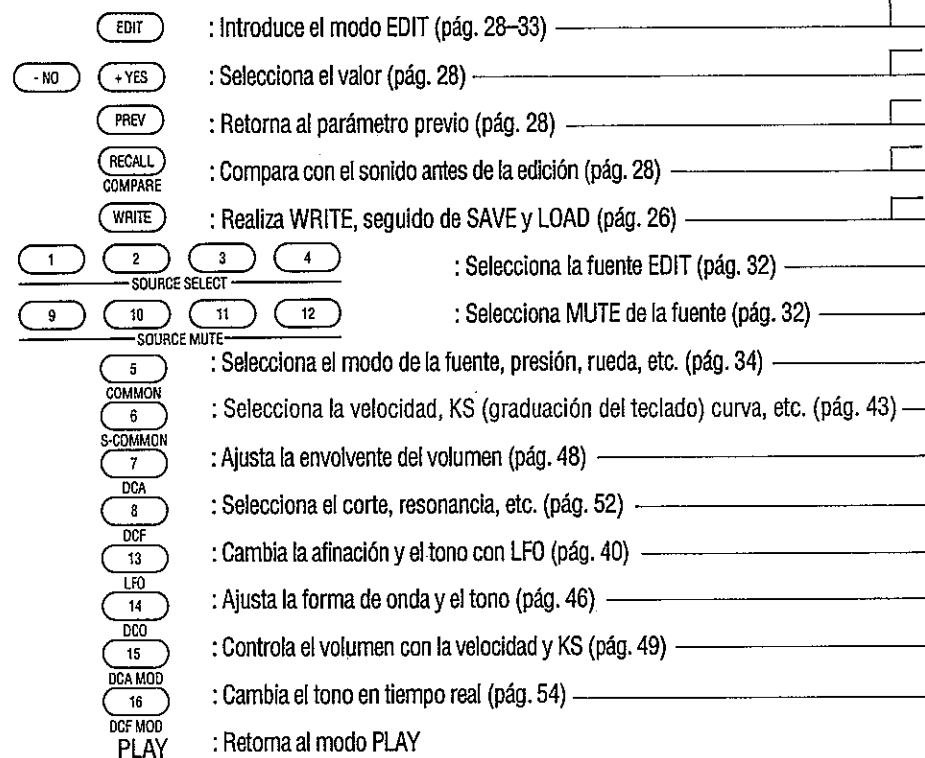 EDIT : Introduce el modo EDIT (pág. 28–33)
- NO + YES : Selecciona el valor (pág. 28)
PREV : Retorna al parámetro previo (pág. 28)
RECALL : Compara con el sonido antes de la edición (pág. 28)
COMPARE
WRITE : Realiza WRITE, seguido de SAVE y LOAD (pág. 26)
1 2 3 4 : Selecciona la fuente EDIT (pág. 32)
SOURCE SELECT
9 10 11 12 : Selecciona MUTE de la fuente (pág. 32)
SOURCE MUTE
5 : Selecciona el modo de la fuente, presión, rueda, etc. (pág. 34)
COMMON
6 : Selecciona la velocidad, KS (graduación del teclado) curva, etc. (pág. 43)
S-COMMON
7 : Ajusta la envolvente del volumen (pág. 48)
DCA
8 : Selecciona el corte, resonancia, etc. (pág. 52)
DCF
13 : Cambia la afinación y el tono con LFO (pág. 40)
LFO
14 : Ajusta la forma de onda y el tono (pág. 46)
DCO
15 : Controla el volumen con la velocidad y KS (pág. 49)
DCA MOD
16 : Cambia el tono en tiempo real (pág. 54)
DCF MOD
PLAY : Retorna al modo PLAY